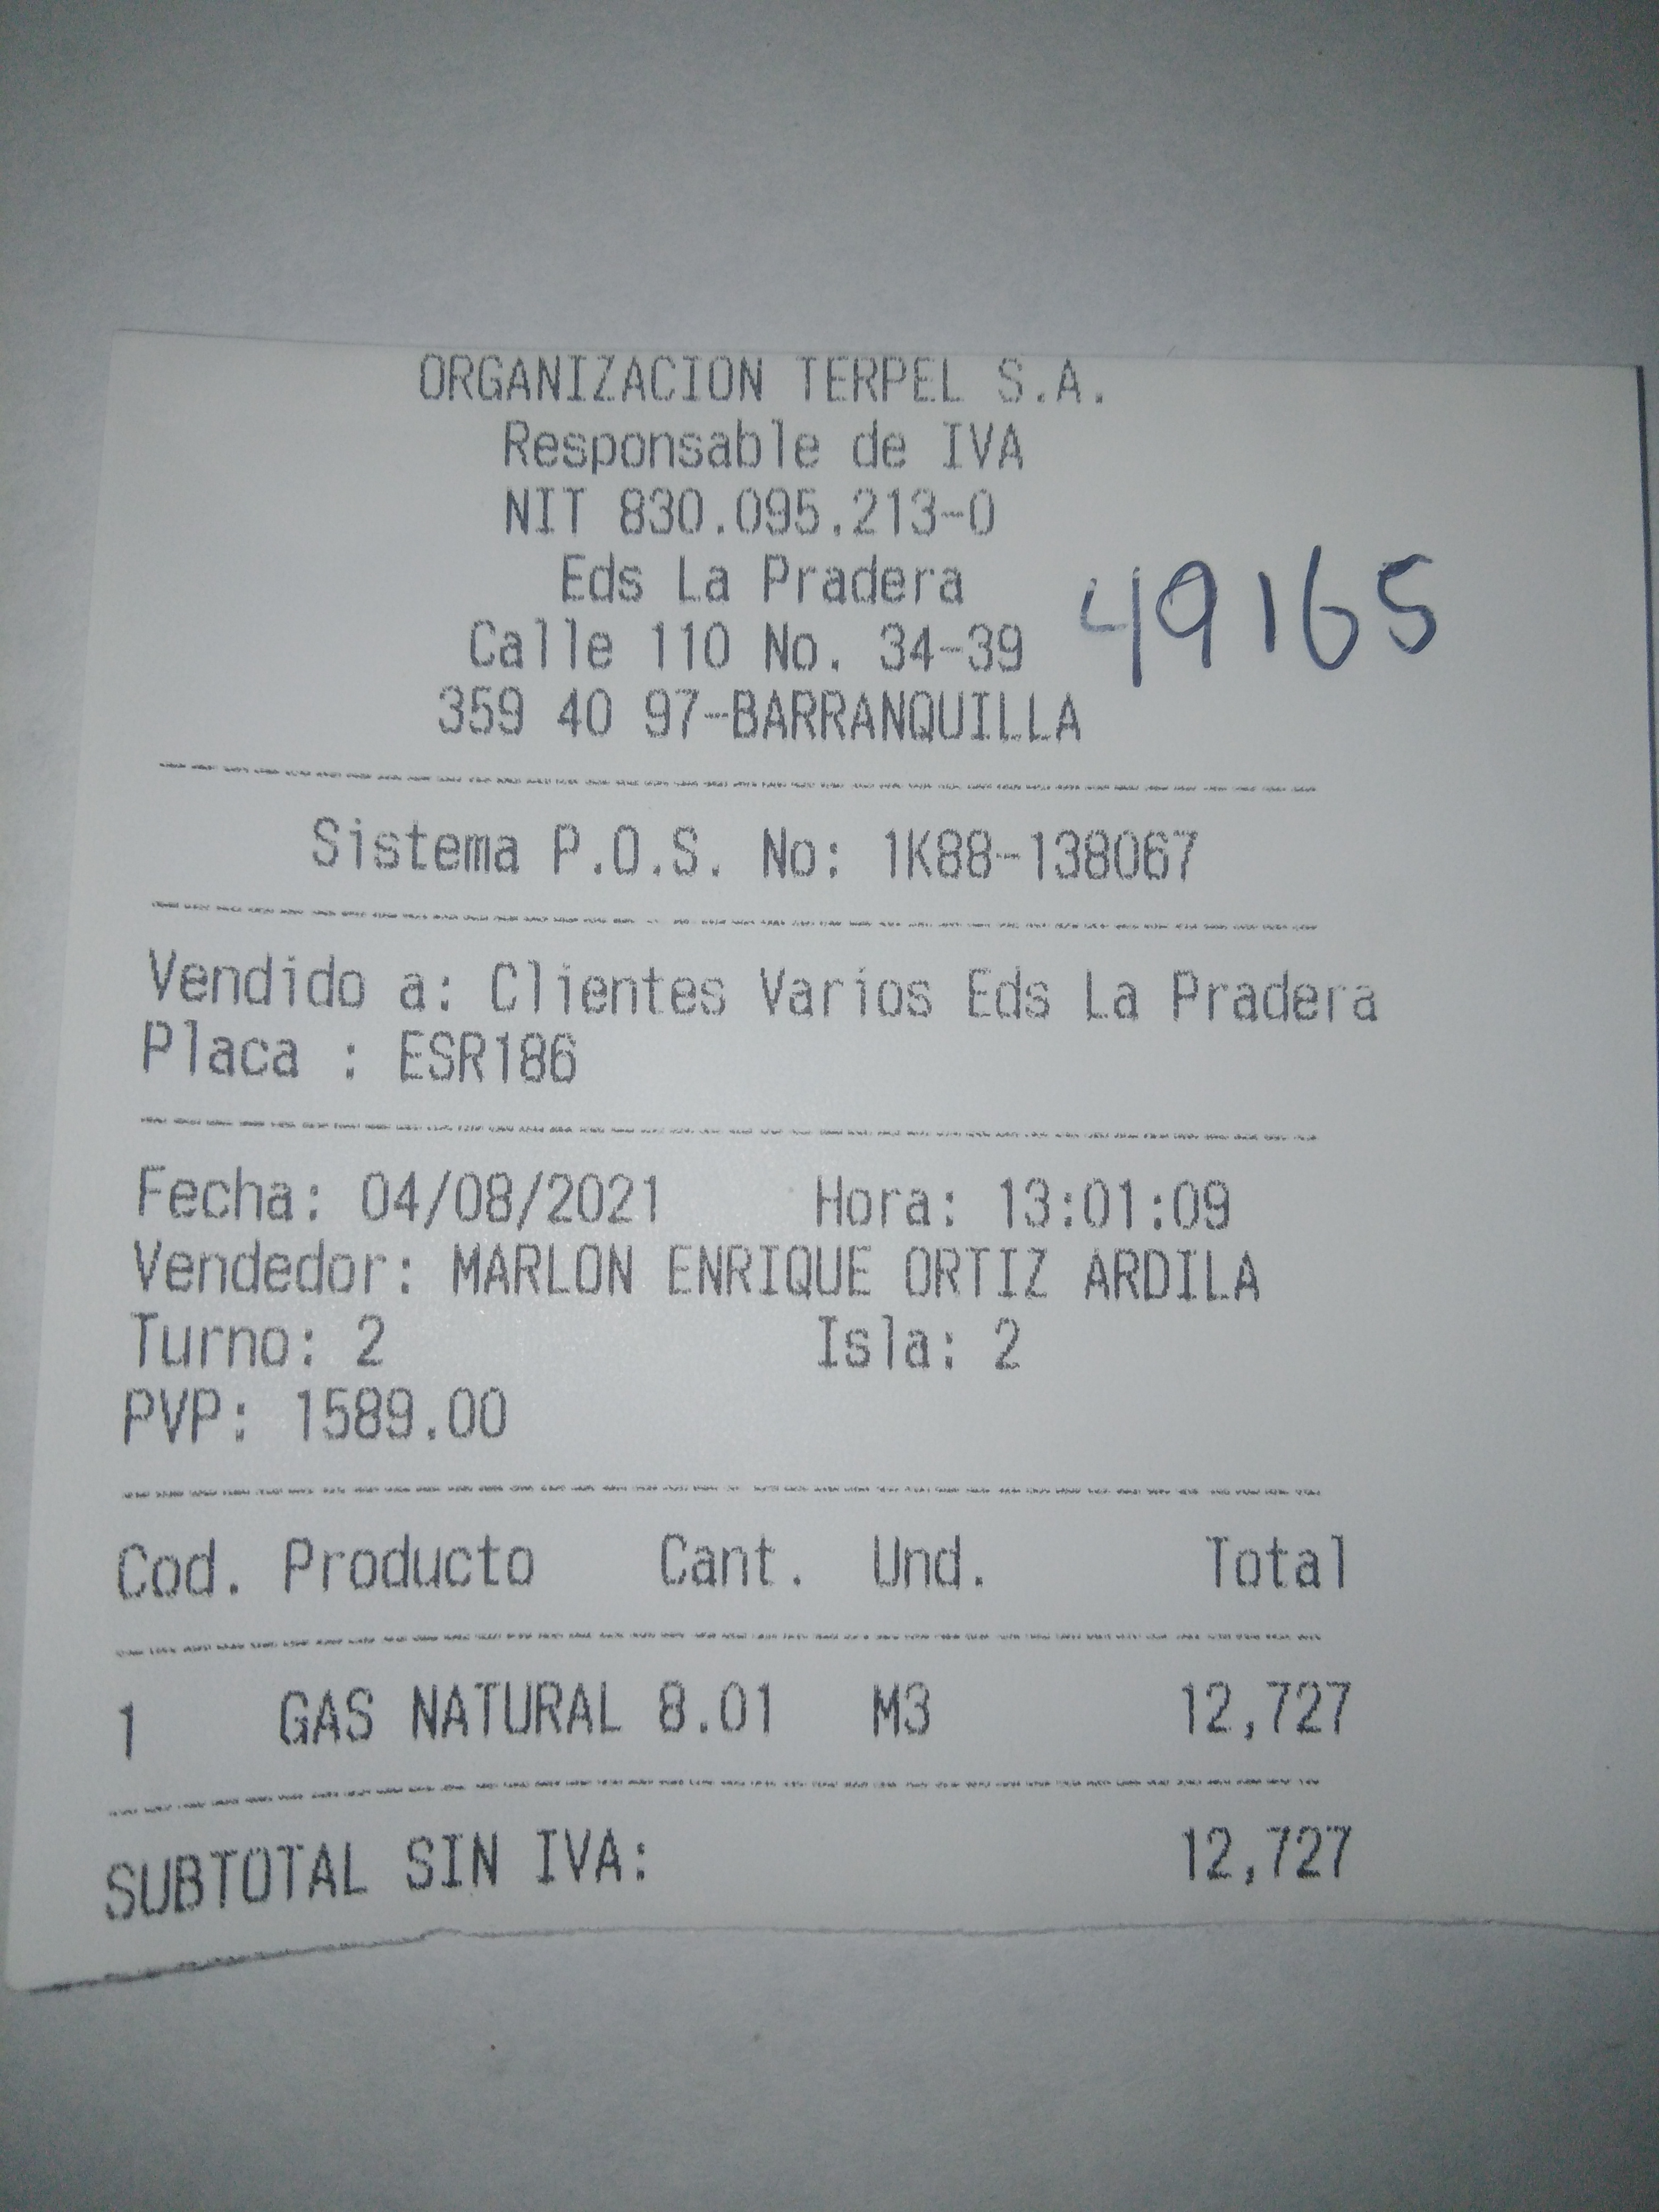 ORGANIZACION TERPEL S.A.
Responsable de IVA
NIT 830.095.213-0
Eds La Pradera
49165
Calle 110 No. 34-39
359 40 97-BARRANQUILLA
Sistema P.O.S. No: 1K88-138067
Vendido a: Clientes Varios Eds La Pradera
Placa : ESR186
Fecha: 04/08/2021 Hora: 13:01:09
Vendedor: MARLON ENRIQUE ORTIZ ARDILA
Turno: 2 Isla: 2
PVP: 1589.00
Cod. Producto Cant. Und. Total
1 GAS NATURAL 8.01 M3 12,727
SUBTOTAL SIN IVA: 12,727